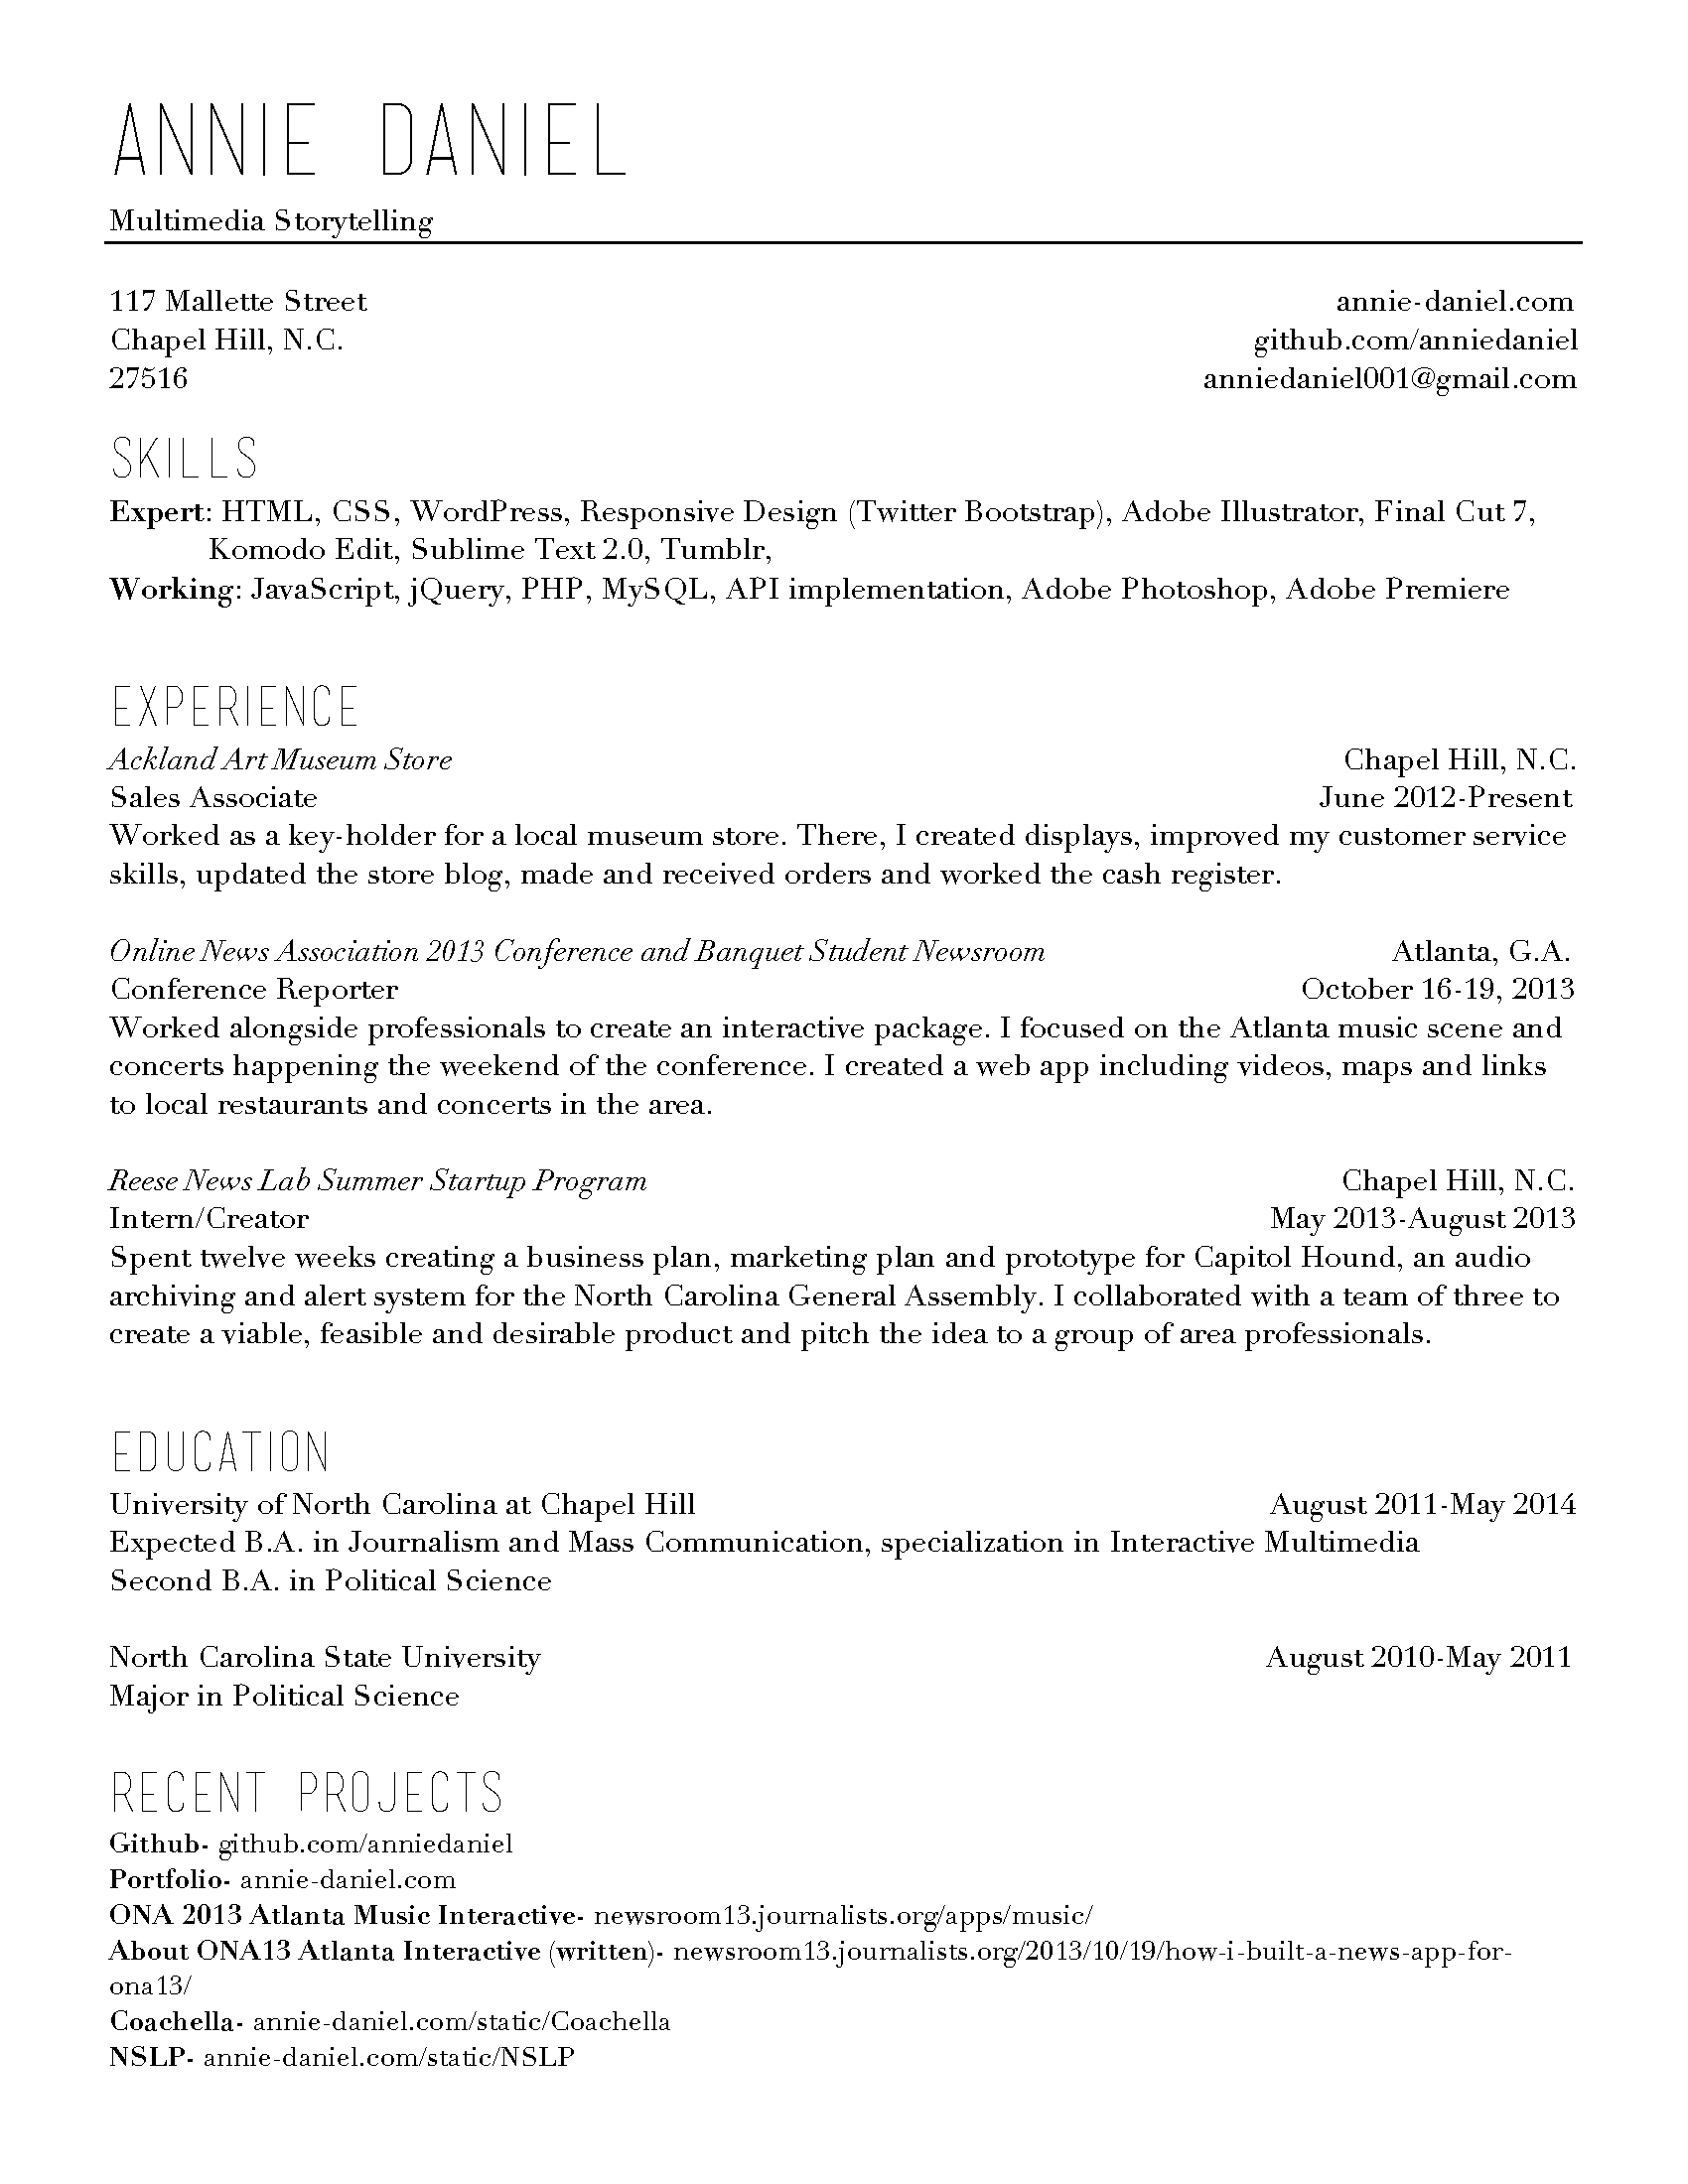 ANNIE DANIEL
Multimedia Storytelling
117 Mallette Street
annie-daniel.com
Chapel Hill, N.C.
github.com/anniedaniel
27516
anniedaniel001@gmail.com
SKILLS
Expert: HTML, CSS, WordPress, Responsive Design (Twitter Bootstrap), Adobe Illustrator, Final Cut 7,
Komodo Edit, Sublime Text 2.0, Tumblr,
Working: JavaScript, jQuery, PHP, MySQL, API implementation, Adobe Photoshop, Adobe Premiere
EXPERIENCE
Ackland Art Museum Store
Chapel Hill, N.C.
Sales Associate
June 2012-Present
Worked as a key-holder for a local museum store. There, I created displays, improved my customer service
skills, updated the store blog, made and received orders and worked the cash register.
Online News Association 2013 Conference and Banquet Student Newsroom
Atlanta, G.A.
Conference Reporter
October 16-19, 2013
Worked alongside professionals to create an interactive package. I focused on the Atlanta music scene and
concerts happening the weekend of the conference. I created a web app including videos, maps and links
to local restaurants and concerts in the area.
Reese News Lab Summer Startup Program
Chapel Hill, N.C.
Intern/Creator
May 2013-August 2013
Spent twelve weeks creating a business plan, marketing plan and prototype for Capitol Hound, an audio
archiving and alert system for the North Carolina General Assembly. I collaborated with a team of three to
create a viable, feasible and desirable product and pitch the idea to a group of area professionals.
EDUCATION
University of North Carolina at Chapel Hill
August 2011-May 2014
Expected B.A. in Journalism and Mass Communication, specialization in Interactive Multimedia
Second B.A. in Political Science
North Carolina State University
August 2010-May 2011
Major in Political Science
RECENT PROJECTS
Github- github.com/anniedaniel
Portfolio- annie-daniel.com
ONA 2013 Atlanta Music Interactive- newsroom13.journalists.org/apps/music/
About ONA13 Atlanta Interactive (written)- newsroom13.journalists.org/2013/10/19/how-i-built-a-news-app-for-
ona13/
Coachella- annie-daniel.com/static/Coachella
NSLP- annie-daniel.com/static/NSLP